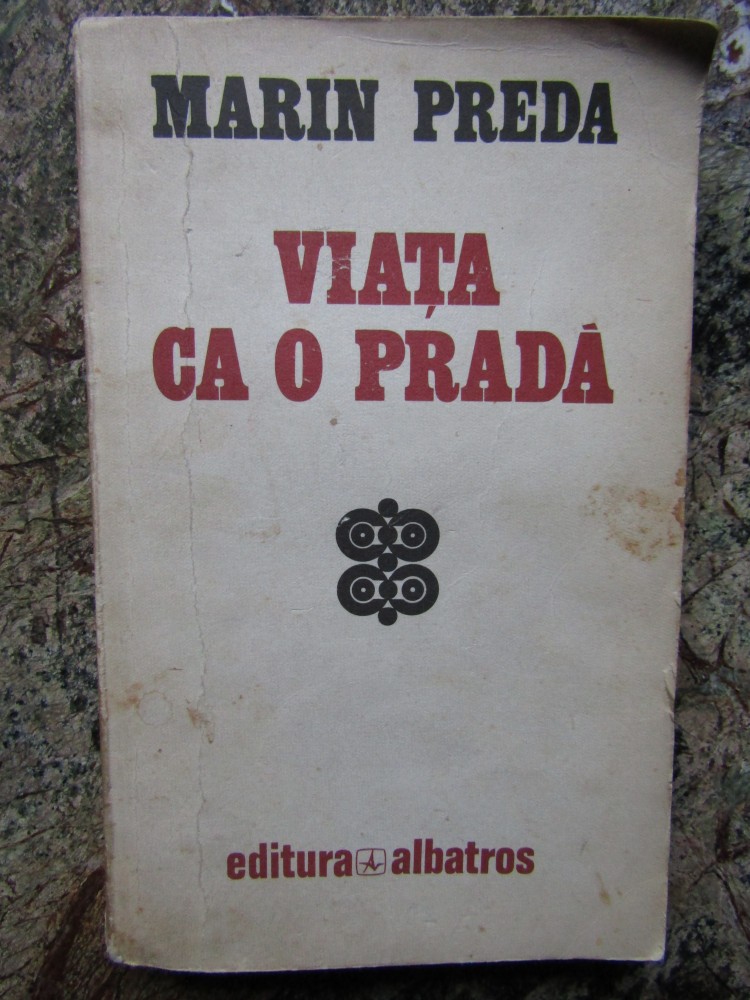 MARIN PREDA
VIAȚA
CA O PRADĂ
editura albatros